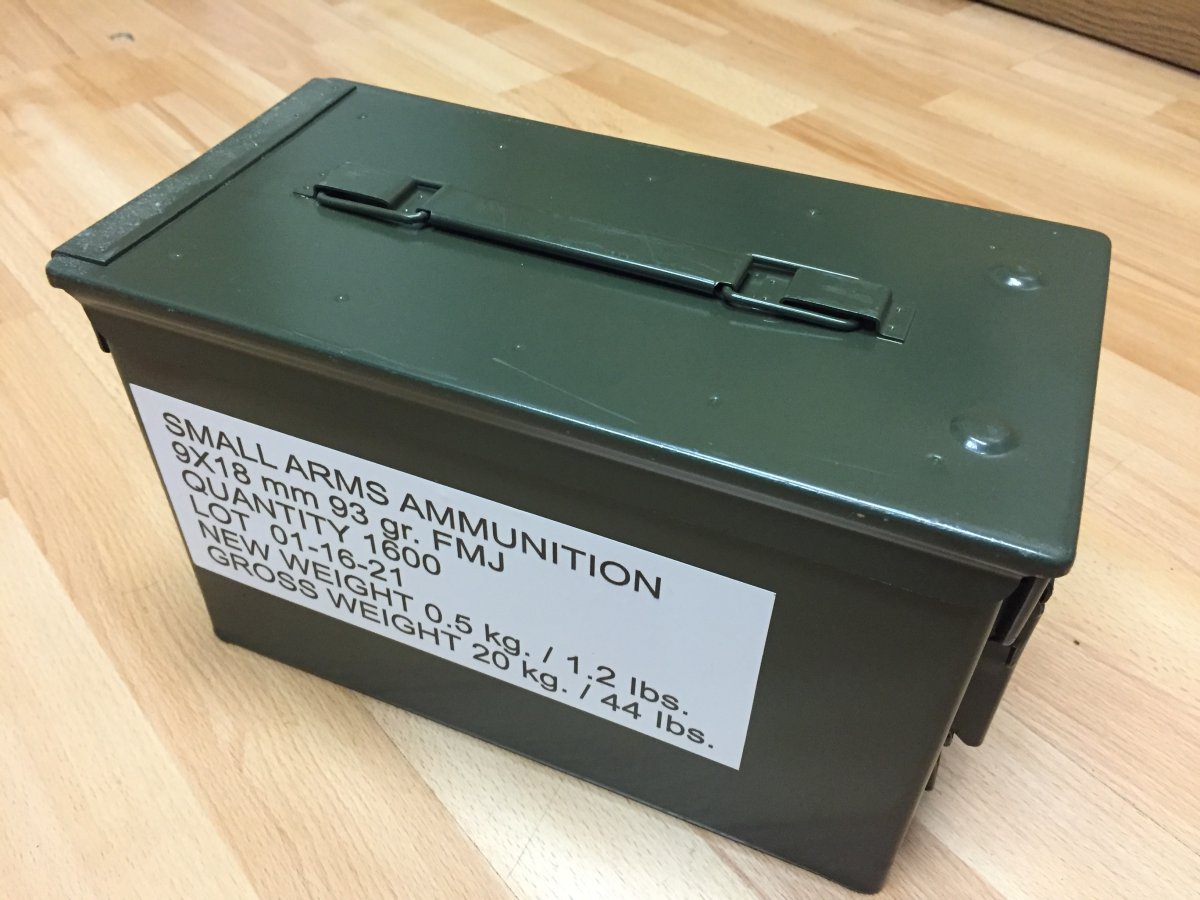 SMALL ARMS AMMUNITION
9X18 mm 93 gr. FMJ
QUANTITY 1600
LOT 01-16-21
NEW WEIGHT 0.5 kg. / 1.2 lbs.
GROSS WEIGHT 20 kg. / 44 lbs.